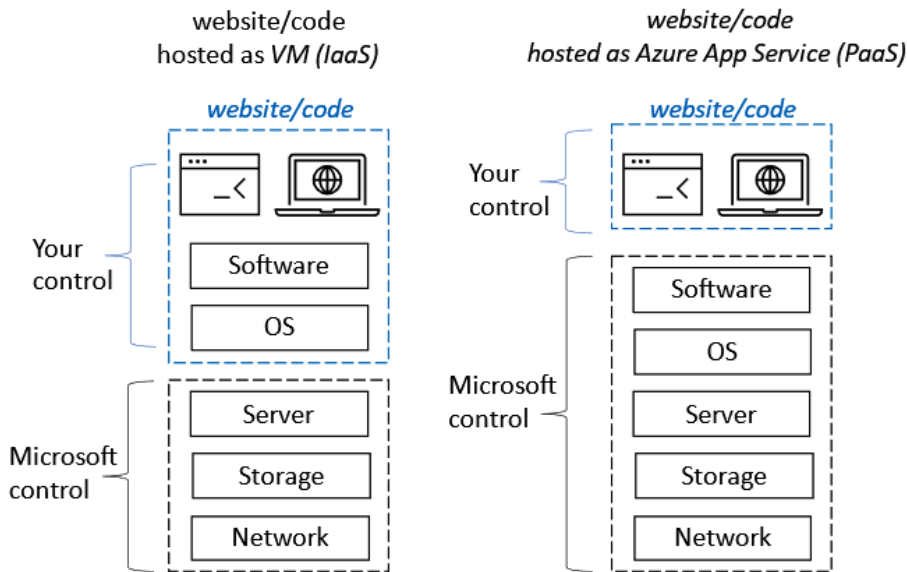 website/code
hosted as VM (IaaS)
website/code
Your
control
Software
OS
Microsoft
control
Server
Storage
Network
website/code
hosted as Azure App Service (PaaS)
website/code
Your
control
Microsoft
control
Software
OS
Server
Storage
Network